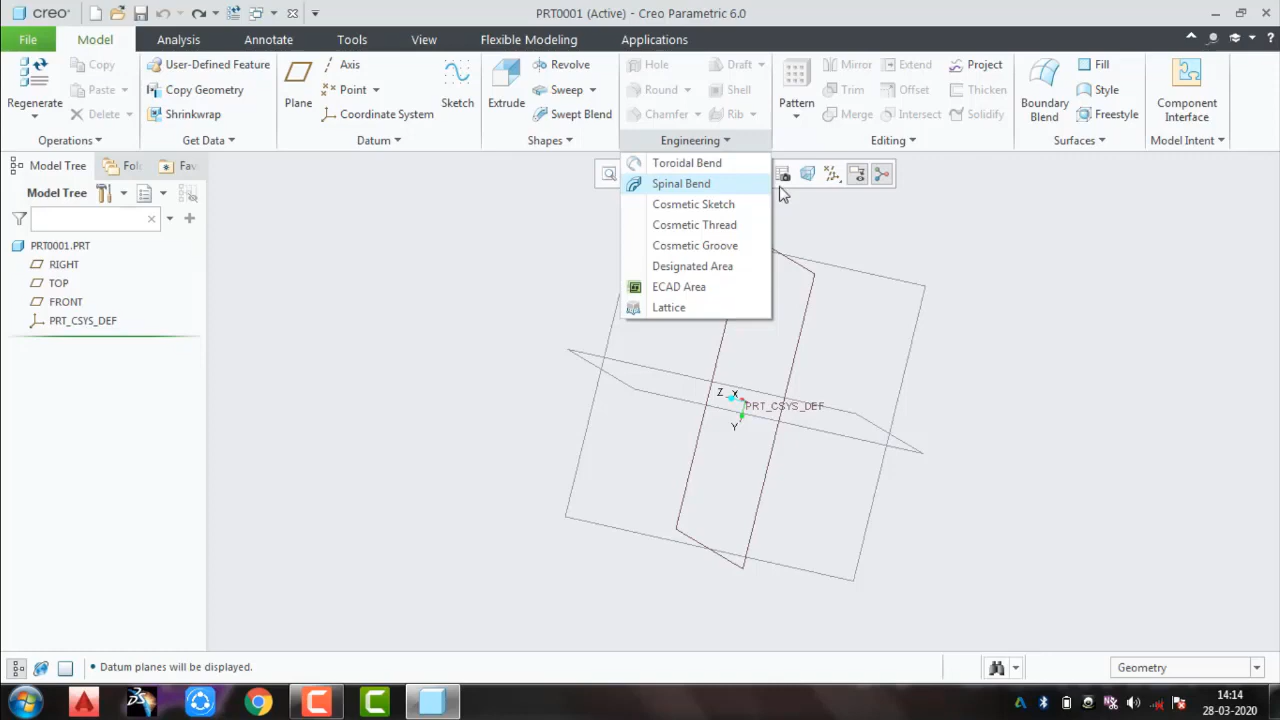 creo
PRT0001 (Active) - Creo Parametric 6.0
File
Model
Analysis
Annotate
Tools
View
Flexible Modeling
Applications
Regenerate
Copy
Paste
Delete
Operations
User-Defined Feature
Copy Geometry
Shrinkwrap
Get Data
Plane
Axis
Point
Coordinate System
Sketch
Datum
Extrude
Revolve
Sweep
Swept Blend
Shapes
Hole
Round
Chamfer
Draft
Shell
Rib
Engineering
Pattern
Mirror
Trim
Merge
Extend
Offset
Intersect
Project
Thicken
Solidify
Editing
Boundary
Blend
Fill
Style
Freestyle
Surfaces
Component
Interface
Model Intent
Toroidal Bend
Spinal Bend
Cosmetic Sketch
Cosmetic Thread
Cosmetic Groove
Designated Area
ECAD Area
Lattice
Model Tree
Fol
Fav
Model Tree
PRT0001.PRT
RIGHT
TOP
FRONT
PRT_CSYS_DEF
Z
X
PRT_CSYS_DEF
Y
• Datum planes will be displayed.
Geometry
14:14
28-03-2020